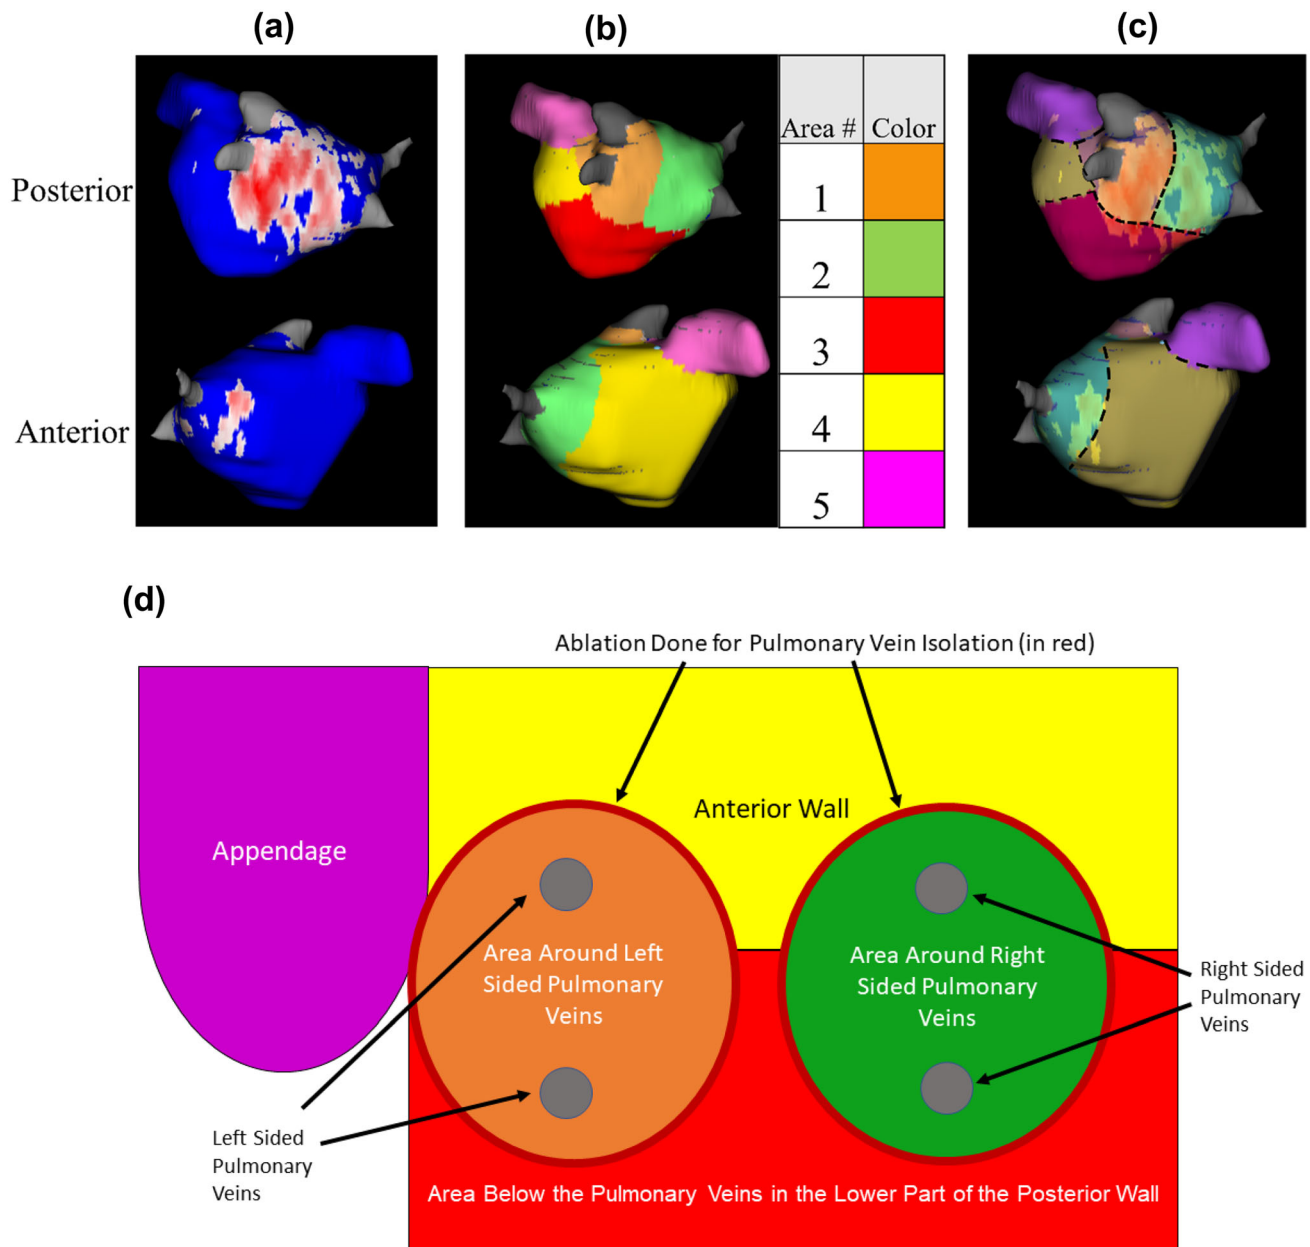 (a)
(b)
(c)
Posterior
Anterior
Area # Color
1
2
3
4
5
(d)
Ablation Done for Pulmonary Vein Isolation (in red)
Anterior Wall
Appendage
Area Around Left
Sided Pulmonary
Veins
Area Around Right
Sided Pulmonary
Veins
Right Sided
Pulmonary
Veins
Left Sided
Pulmonary
Veins
Area Below the Pulmonary Veins in the Lower Part of the Posterior Wall